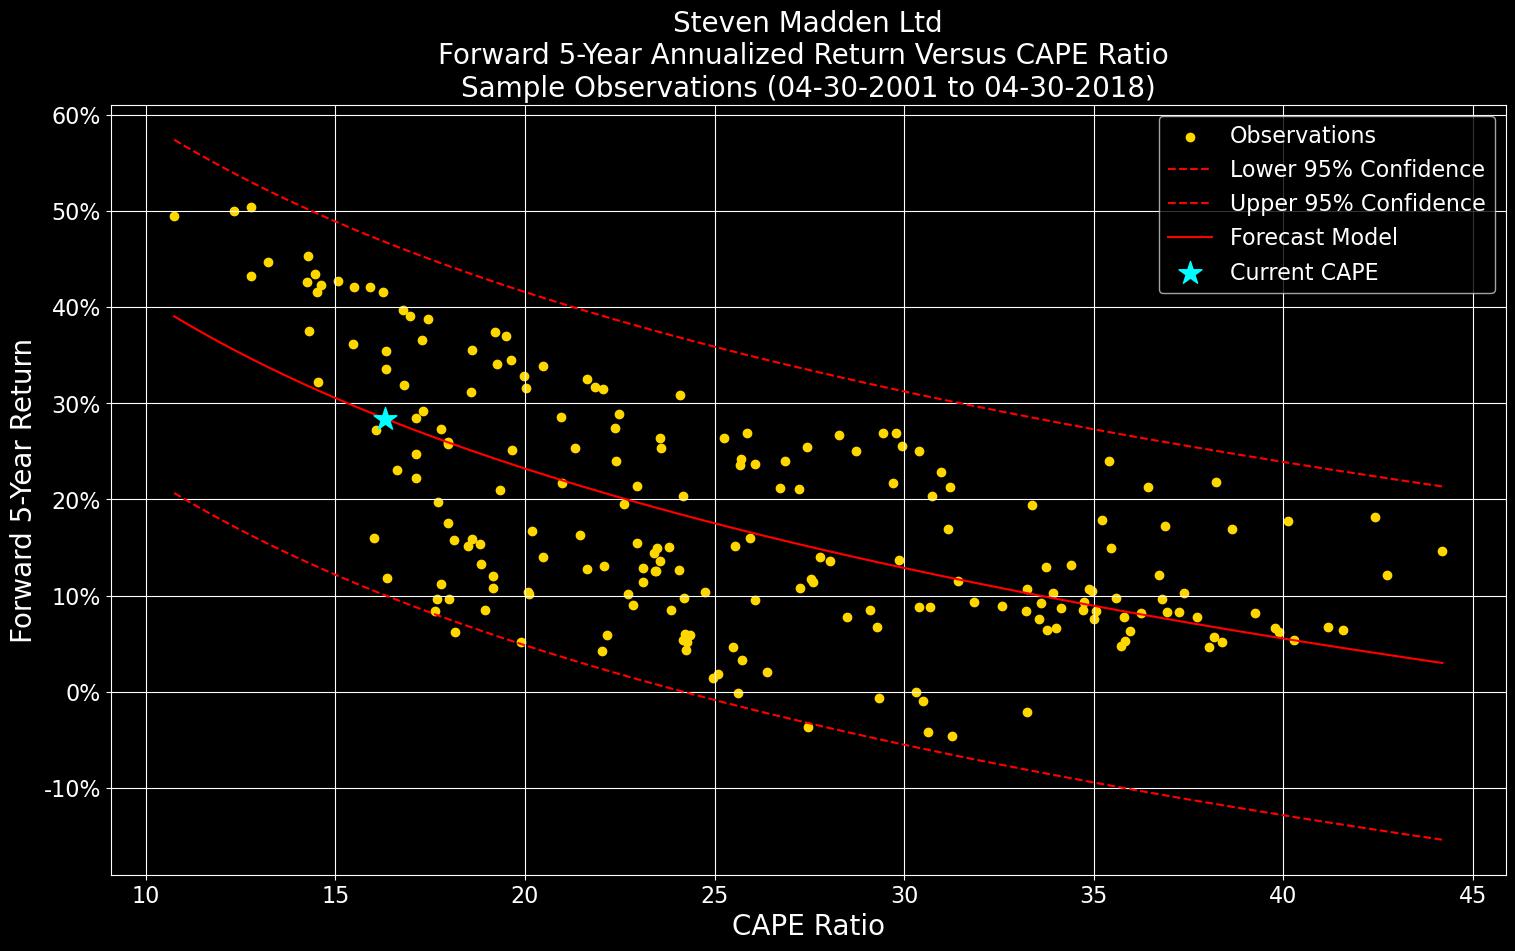 Steven Madden Ltd
Forward 5-Year Annualized Return Versus CAPE Ratio
Sample Observations (04-30-2001 to 04-30-2018)
60%
50%
40%
30%
20%
10%
0%
-10%
Forward 5-Year Return
Observations
Lower 95% Confidence
Upper 95% Confidence
Forecast Model
Current CAPE
10 15 20 25 30 35 40 45
CAPE Ratio